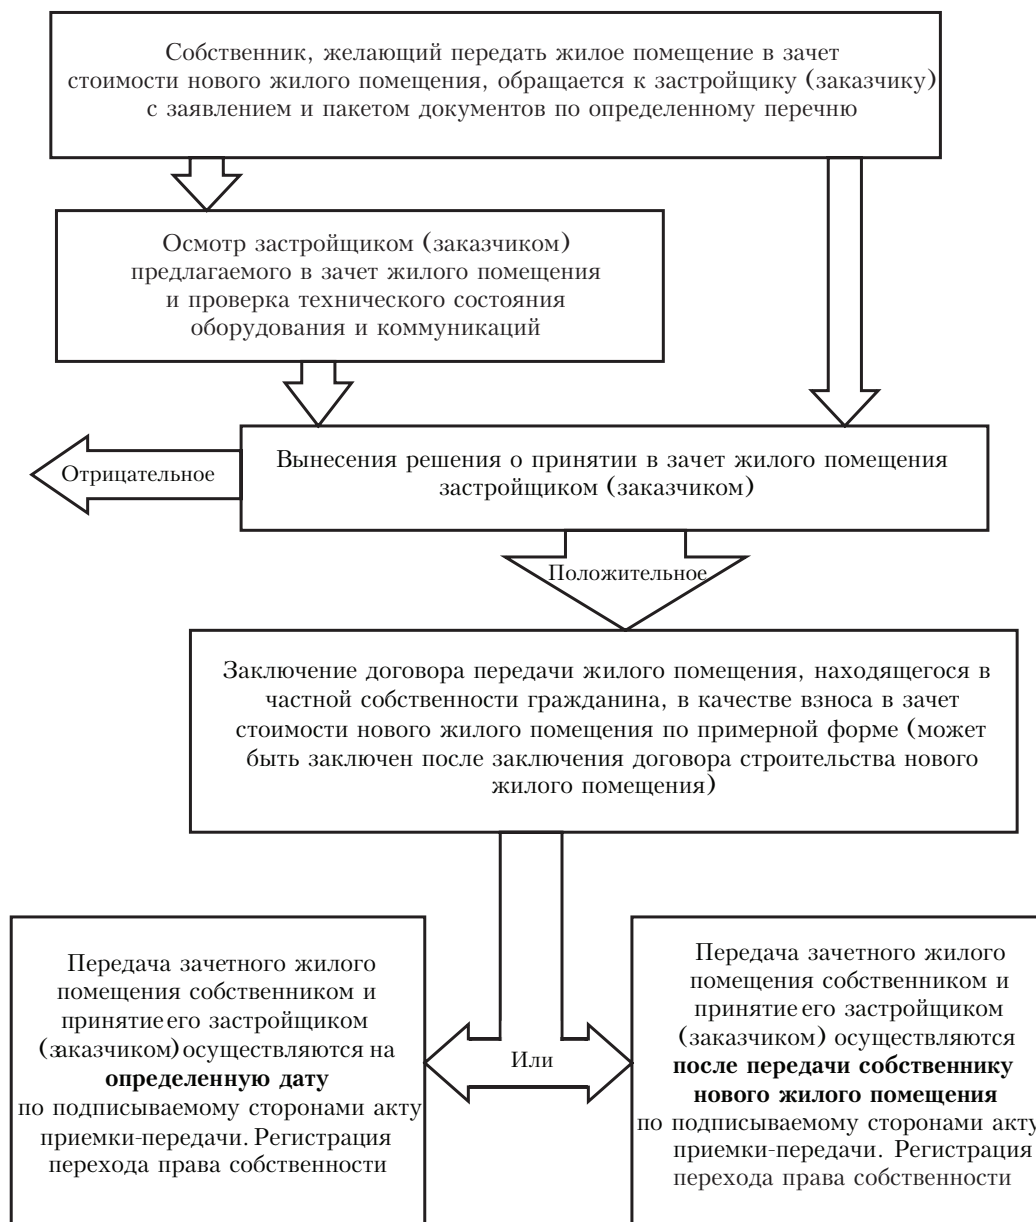 Собственник, желающий передать жилое помещение в зачет
стоимости нового жилого помещения, обращается к застройщику (заказчику)
с заявлением и пакетом документов по определенному перечню
Осмотр застройщиком (заказчиком)
предлагаемого в зачет жилого помещения
и проверка технического состояния
оборудования и коммуникаций
Вынесения решения о принятии в зачет жилого помещения
застройщиком (заказчиком)
Отрицательное
Положительное
Заключение договора передачи жилого помещения, находящегося в
частной собственности гражданина, в качестве взноса в зачет
стоимости нового жилого помещения по примерной форме (может
быть заключен после заключения договора строительства нового
жилого помещения)
Передача зачетного жилого
помещения собственником и
принятие его застройщиком
(заказчиком) осуществляются на
определенную дату
по подписываемому сторонами акту
приемки-передачи. Регистрация
перехода права собственности
Или
Передача зачетного жилого
помещения собственником и
принятие его застройщиком
(заказчиком) осуществляются
после передачи собственнику
нового жилого помещения
по подписываемому сторонами акту
приемки-передачи. Регистрация
перехода права собственности